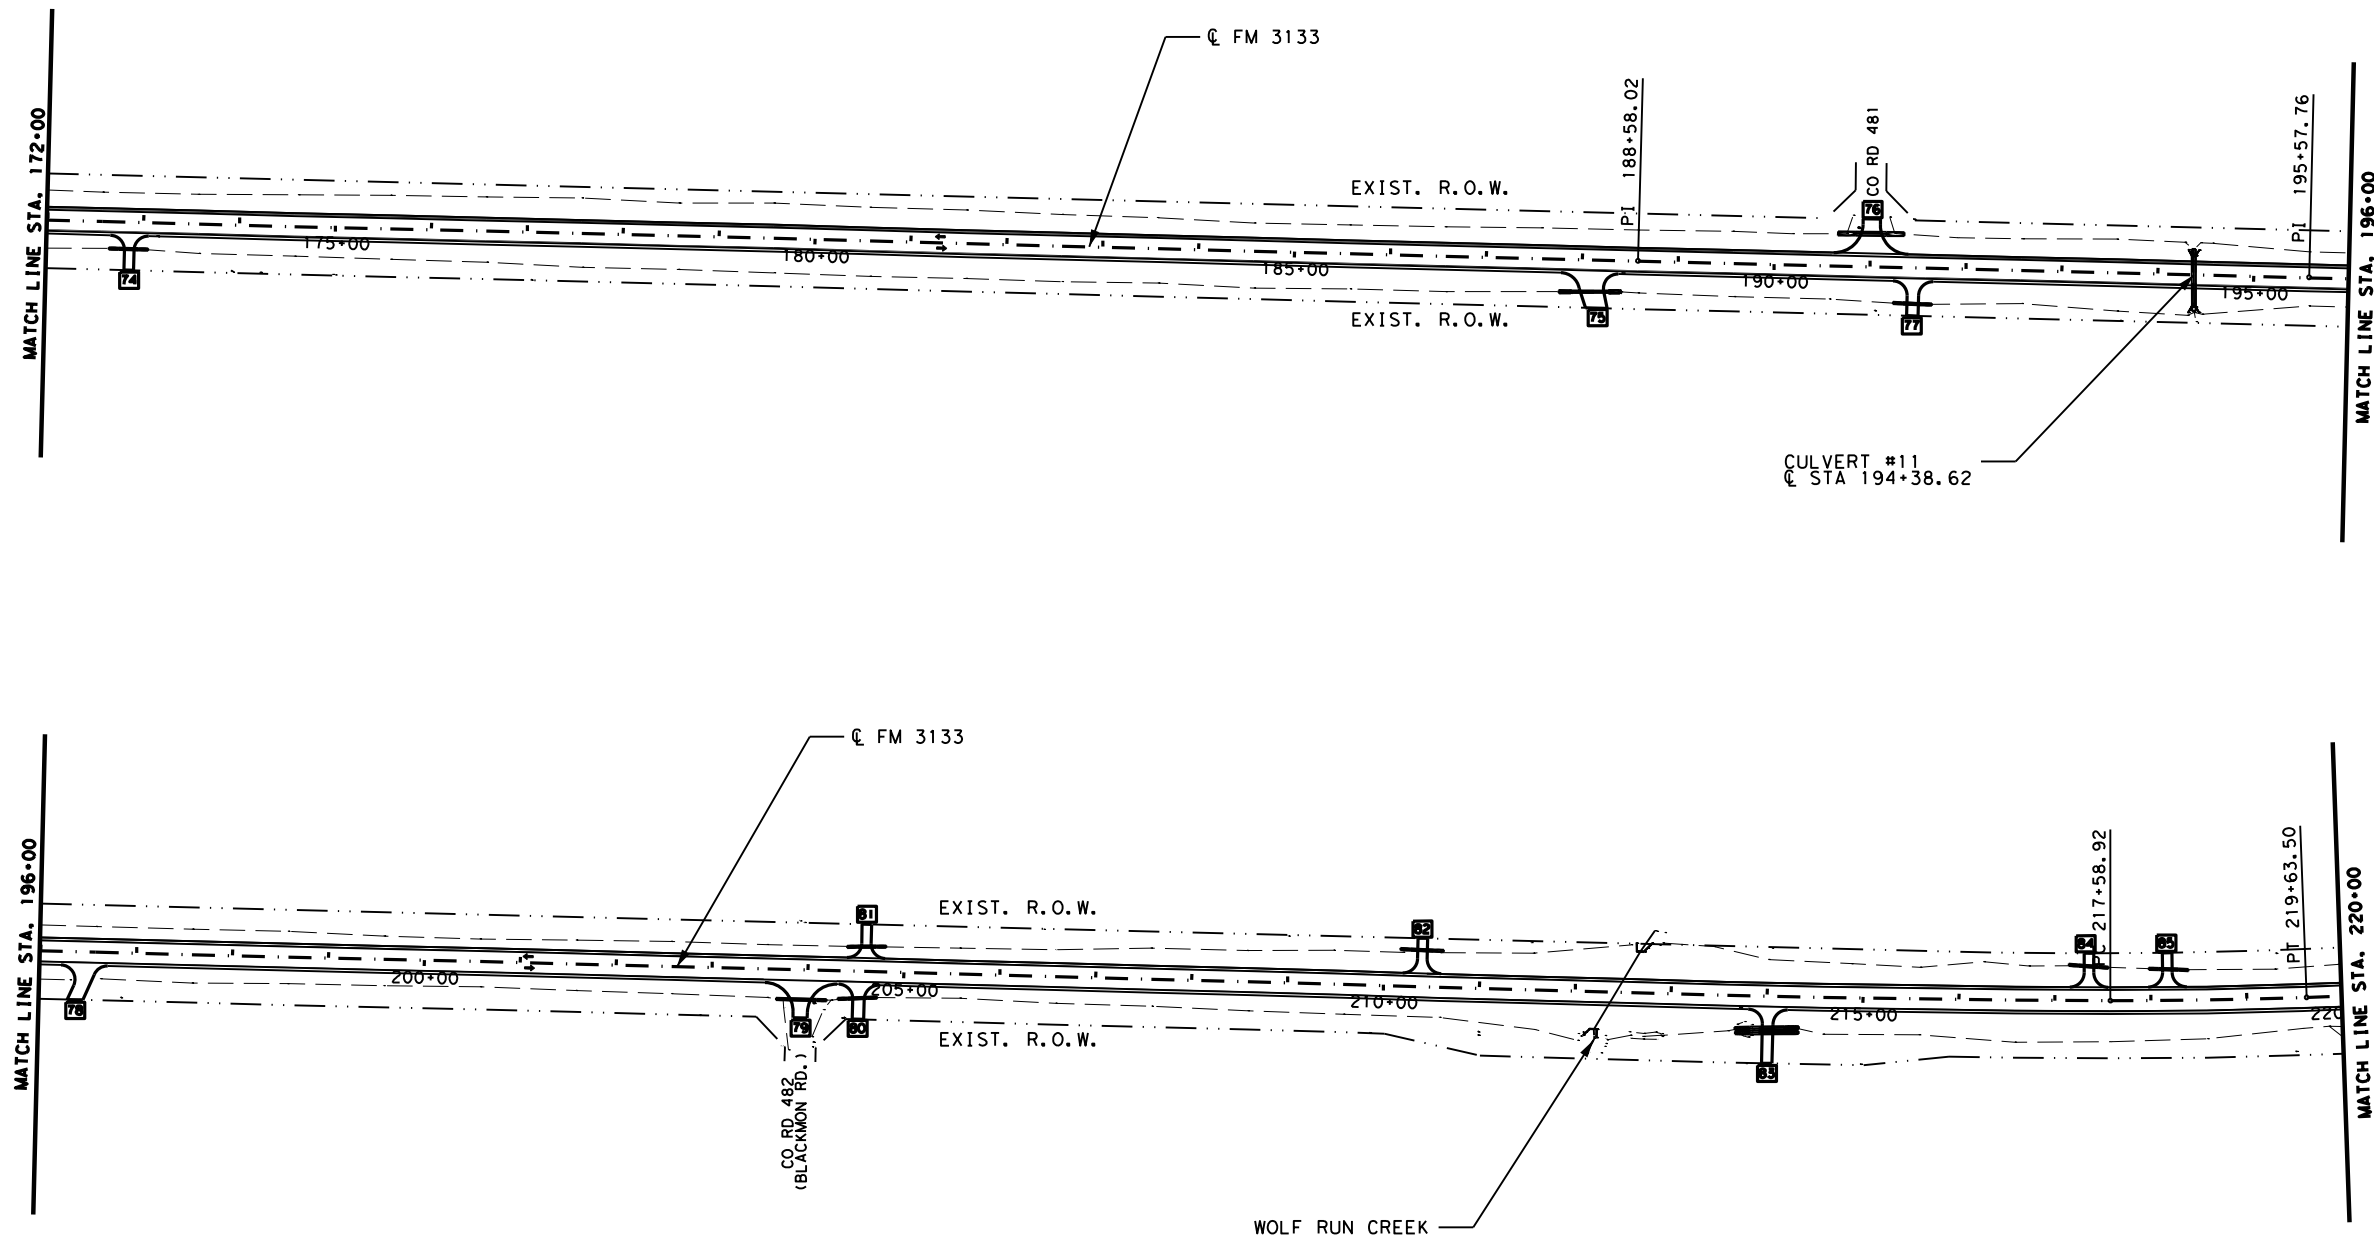 ℄ FM 3133
MATCH LINE STA. 172+00
EXIST. R.O.W.
PI 188+58.02
CO RD 481
PI 195+57.76
MATCH LINE STA. 196+00
76
175+00
180+00
185+00
190+00
195+00
74
75
77
EXIST. R.O.W.
CULVERT #11
℄ STA 194+38.62
℄ FM 3133
MATCH LINE STA. 196+00
81
EXIST. R.O.W.
82
84
PC 217+58.92
85
PT 219+63.50
MATCH LINE STA. 220+00
200+00
205+00
210+00
215+00
220
78
79
80
EXIST. R.O.W.
83
CO RD 482
(BLACKMON RD.)
WOLF RUN CREEK